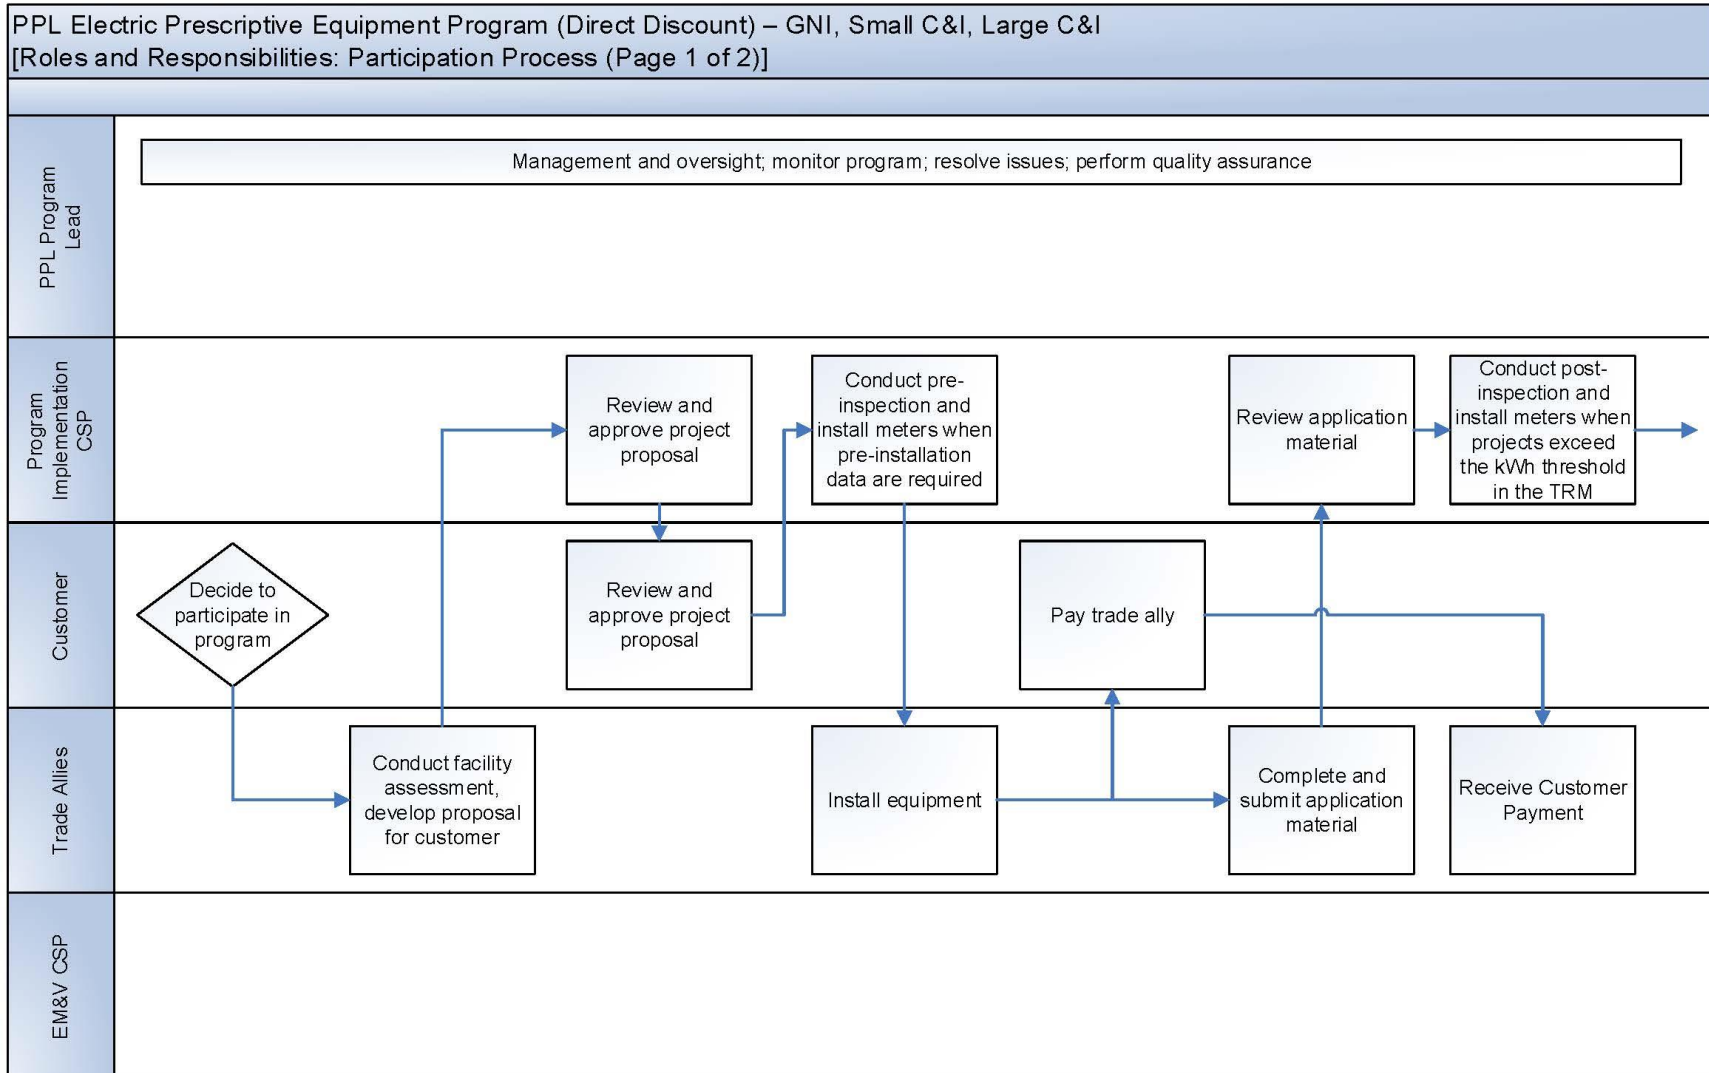 PPL Electric Prescriptive Equipment Program (Direct Discount) – GNI, Small C&I, Large C&I
[Roles and Responsibilities: Participation Process (Page 1 of 2)]
PPL Program
Lead
Management and oversight; monitor program; resolve issues; perform quality assurance
Program
Implementation
CSP
Review and
approve project
proposal
Conduct pre-
inspection and
install meters when
pre-installation
data are required
Review application
material
Conduct post-
inspection and
install meters when
projects exceed
the kWh threshold
in the TRM
Customer
Decide to
participate in
program
Review and
approve project
proposal
Pay trade ally
Trade Allies
Conduct facility
assessment,
develop proposal
for customer
Install equipment
Complete and
submit application
material
Receive Customer
Payment
EM&V CSP